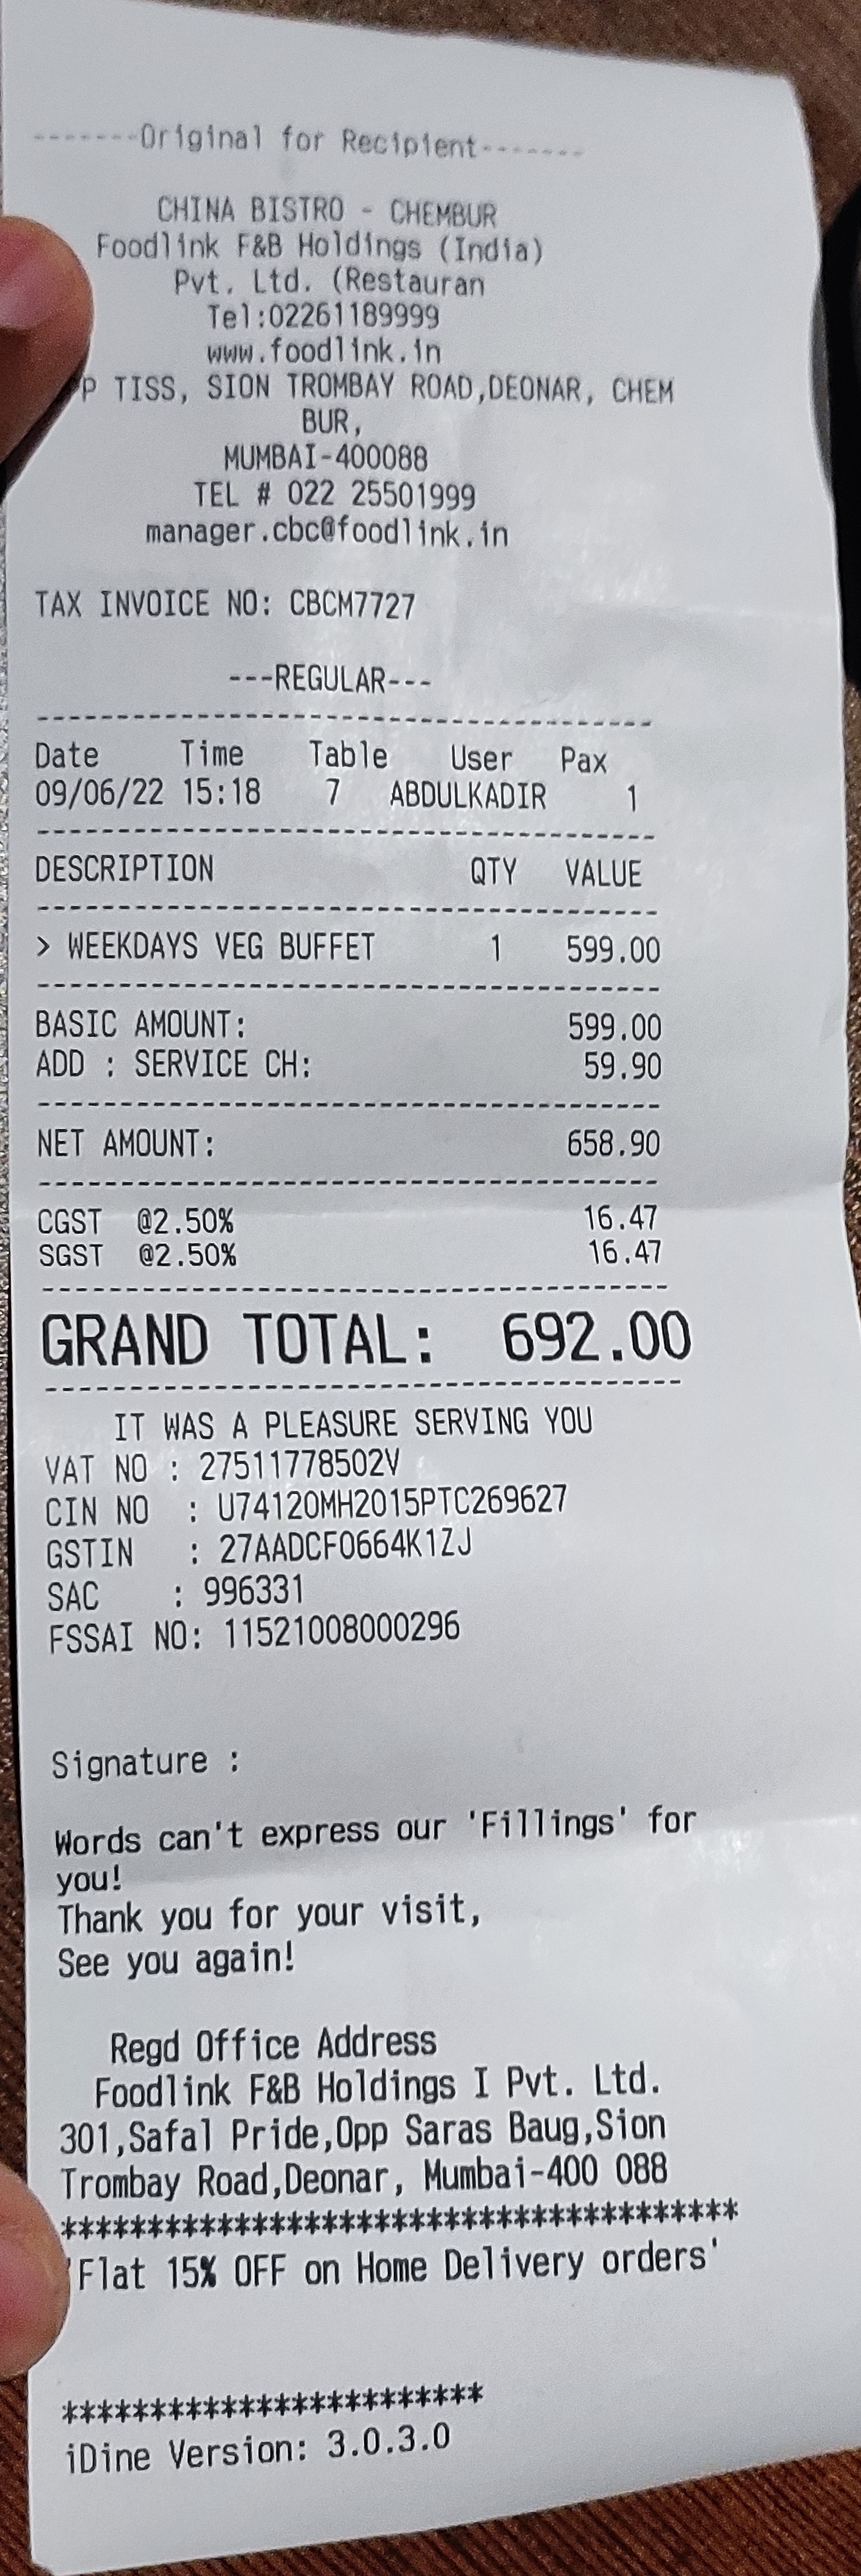 -------Original for Recipient-------
CHINA BISTRO - CHEMBUR
Foodlink F&B Holdings (India)
Pvt. Ltd. (Restauran
Tel:02261189999
www.foodlink.in
P TISS, SION TROMBAY ROAD,DEONAR, CHEM
BUR,
MUMBAI-400088
TEL # 022 25501999
manager.cbc@foodlink.in
TAX INVOICE NO: CBCM7727
---REGULAR---
Date Time Table User Pax
09/06/22 15:18 7 ABDULKADIR 1
DESCRIPTION QTY VALUE
> WEEKDAYS VEG BUFFET 1 599.00
BASIC AMOUNT: 599.00
ADD : SERVICE CH: 59.90
NET AMOUNT: 658.90
CGST @2.50% 16.47
SGST @2.50% 16.47
GRAND TOTAL: 692.00
IT WAS A PLEASURE SERVING YOU
VAT NO : 27511778502V
CIN NO : U74120MH2015PTC269627
GSTIN : 27AADCF0664K1ZJ
SAC : 996331
FSSAI NO: 11521008000296
Signature :
Words can't express our 'Fillings' for
you!
Thank you for your visit,
See you again!
Regd Office Address
Foodlink F&B Holdings I Pvt. Ltd.
301,Safal Pride,Opp Saras Baug,Sion
Trombay Road,Deonar, Mumbai-400 088
***************************************
'Flat 15% OFF on Home Delivery orders'
************************
iDine Version: 3.0.3.0